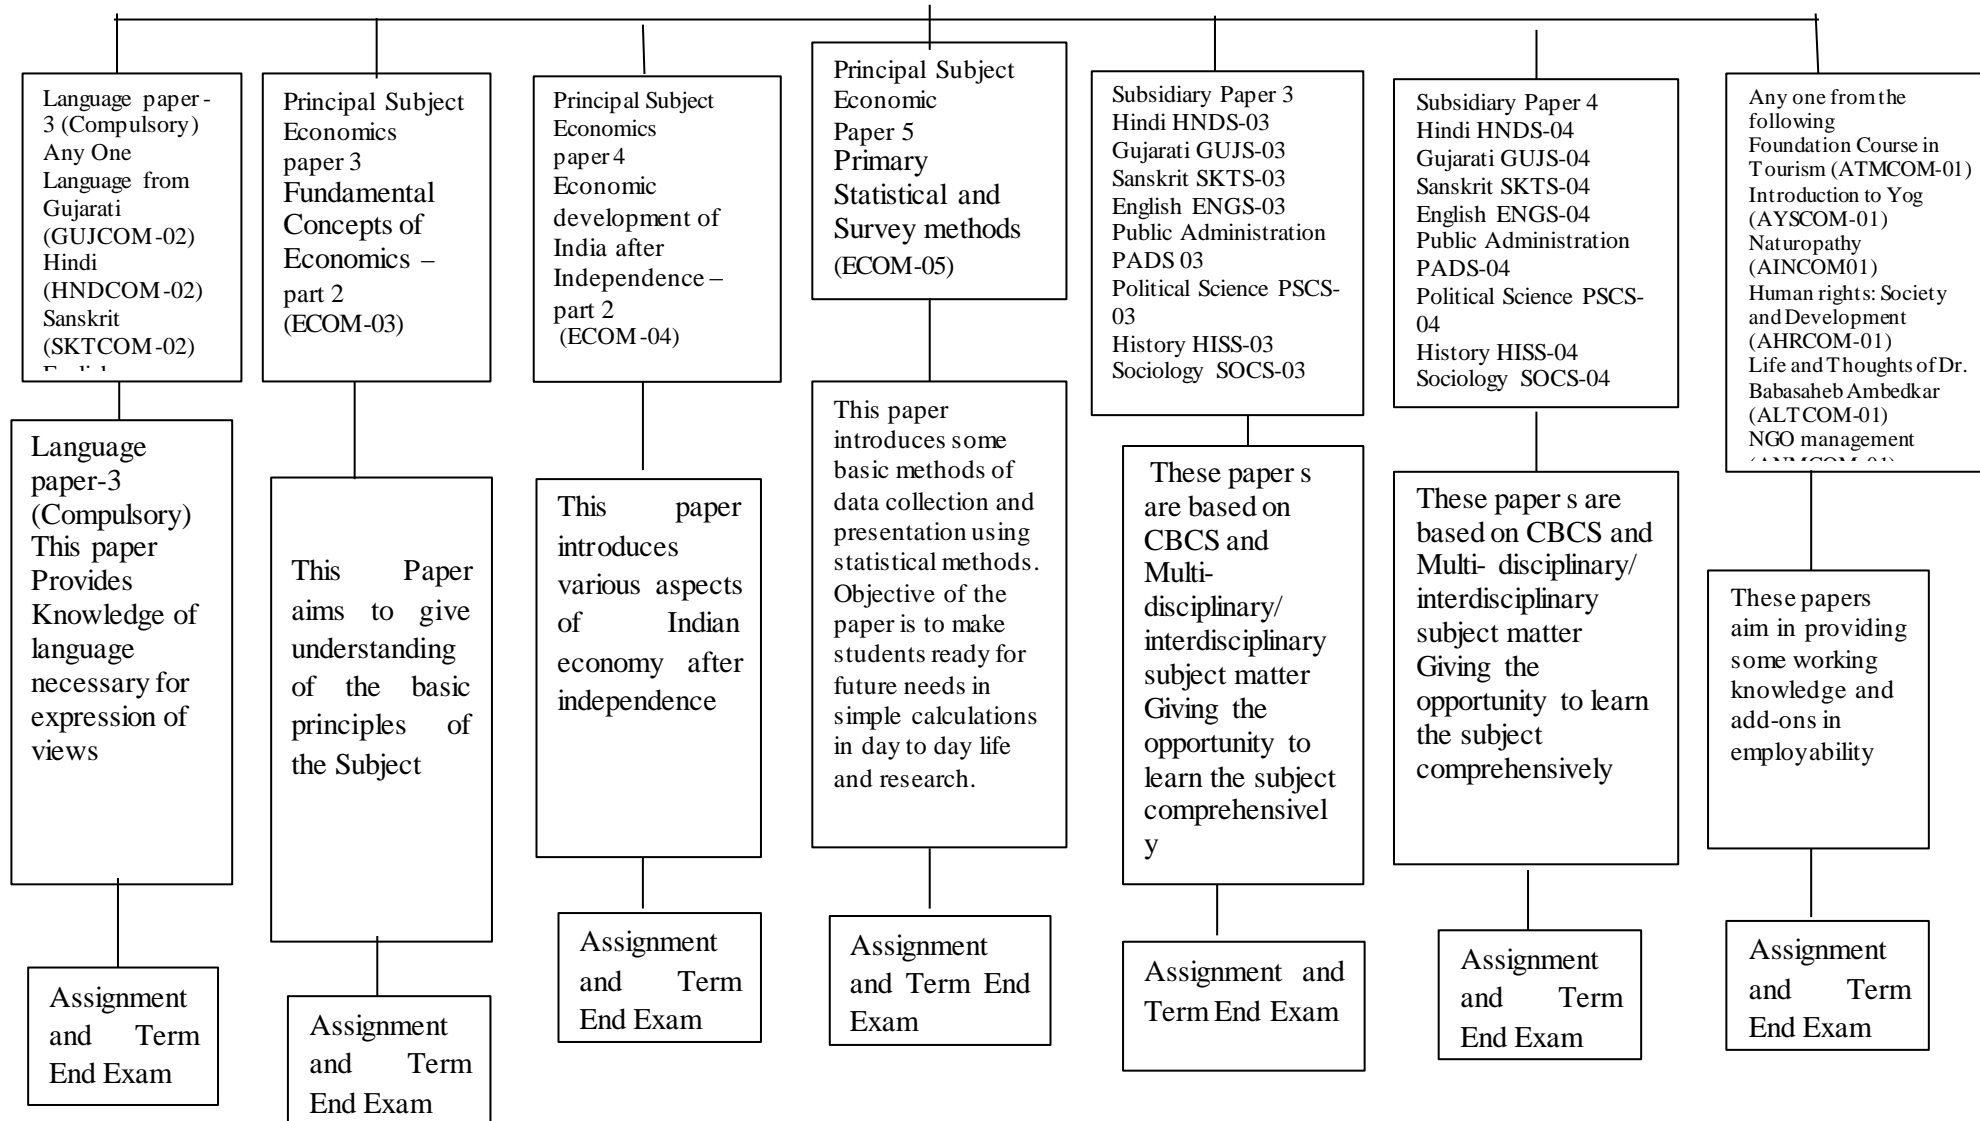 Language paper-
3 (Compulsory)
Any One
Language from
Gujarati
(GUJCOM-02)
Hindi
(HNDCOM-02)
Sanskrit
(SKTCOM-02)
Principal Subject
Economics
paper 3
Fundamental
Concepts of
Economics –
part 2
(ECOM-03)
Principal Subject
Economics
paper 4
Economic
development of
India after
Independence –
part 2
(ECOM-04)
Principal Subject
Economic
Paper 5
Primary
Statistical and
Survey methods
(ECOM-05)
Subsidiary Paper 3
Hindi HNDS-03
Gujarati GUJS-03
Sanskrit SKTS-03
English ENGS-03
Public Administration
PADS 03
Political Science PSCS-
03
History HISS-03
Sociology SOCS-03
Subsidiary Paper 4
Hindi HNDS-04
Gujarati GUJS-04
Sanskrit SKTS-04
English ENGS-04
Public Administration
PADS-04
Political Science PSCS-
04
History HISS-04
Sociology SOCS-04
Any one from the
following
Foundation Course in
Tourism (ATMCOM-01)
Introduction to Yog
(AYSCOM-01)
Naturopathy
(AINCOM01)
Human rights: Society
and Development
(AHRCOM-01)
Life and Thoughts of Dr.
Babasaheb Ambedkar
(ALTCOM-01)
NGO management
Language
paper-3
(Compulsory)
This paper
Provides
Knowledge of
language
necessary for
expression of
views
This Paper
aims to give
understanding
of the basic
principles of
the Subject
This paper
introduces
various aspects
of Indian
economy after
independence
This paper
introduces some
basic methods of
data collection and
presentation using
statistical methods.
Objective of the
paper is to make
students ready for
future needs in
simple calculations
in day to day life
and research.
These paper s
are based on
CBCS and
Multi-
disciplinary/
interdisciplinary
subject matter
Giving the
opportunity to
learn the subject
comprehensivel
y
These paper s are
based on CBCS and
Multi- disciplinary/
interdisciplinary
subject matter
Giving the
opportunity to learn
the subject
comprehensively
These papers
aim in providing
some working
knowledge and
add-ons in
employability
Assignment
and Term
End Exam
Assignment
and Term
End Exam
Assignment
and Term
End Exam
Assignment
and Term End
Exam
Assignment and
Term End Exam
Assignment
and Term
End Exam
Assignment
and Term
End Exam